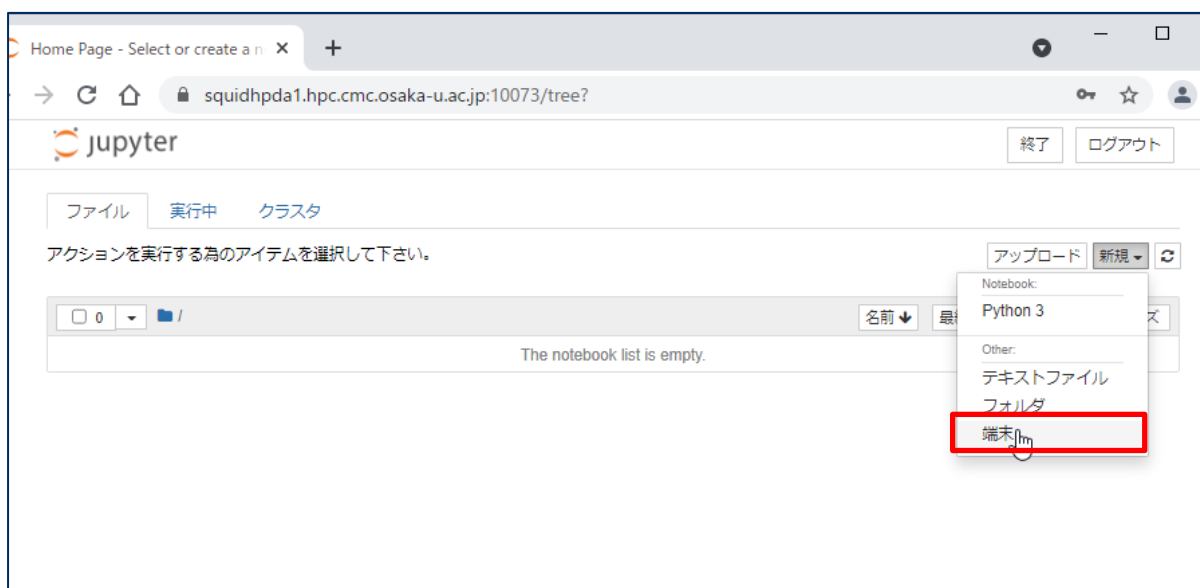 Home Page - Select or create a n
squidhpda1.hpc.cmc.osaka-u.ac.jp:10073/tree?
jupyter
終了 ログアウト
ファイル 実行中 クラスタ
アクションを実行する為のアイテムを選択して下さい。
アップロード 新規
Notebook:
Python 3
0 / 名前 最 ズ
The notebook list is empty.
Other:
テキストファイル
フォルダ
端末